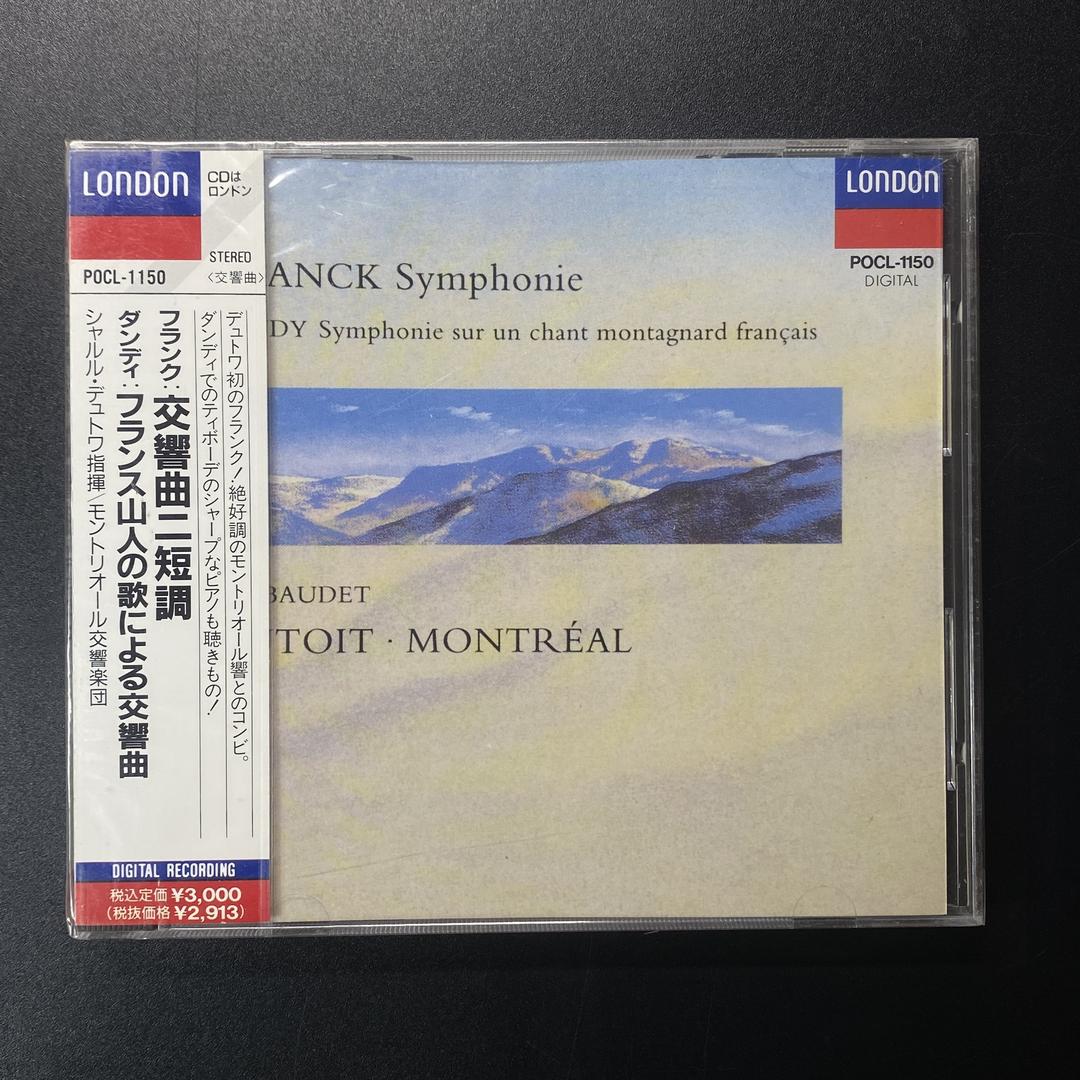 LONDON
CDは
ロンドン
STEREO
POCL-1150
〈交響曲〉
デュトワ初のフランク!絶好調のモントリオール響とのコンビ。
ダンディでのティボーデのシャープなピアノも聴きもの!
フランク:交響曲ニ短調
ダンディ:フランス山人の歌による交響曲
シャルル・デュトワ指揮/モントリオール交響楽団
DIGITAL RECORDING
税込定価 ¥3,000
(税抜価格 ¥2,913)
LONDON
POCL-1150
DIGITAL
ANCK Symphonie
DY Symphonie sur un chant montagnard français
BAUDET
TOIT · MONTRÉAL